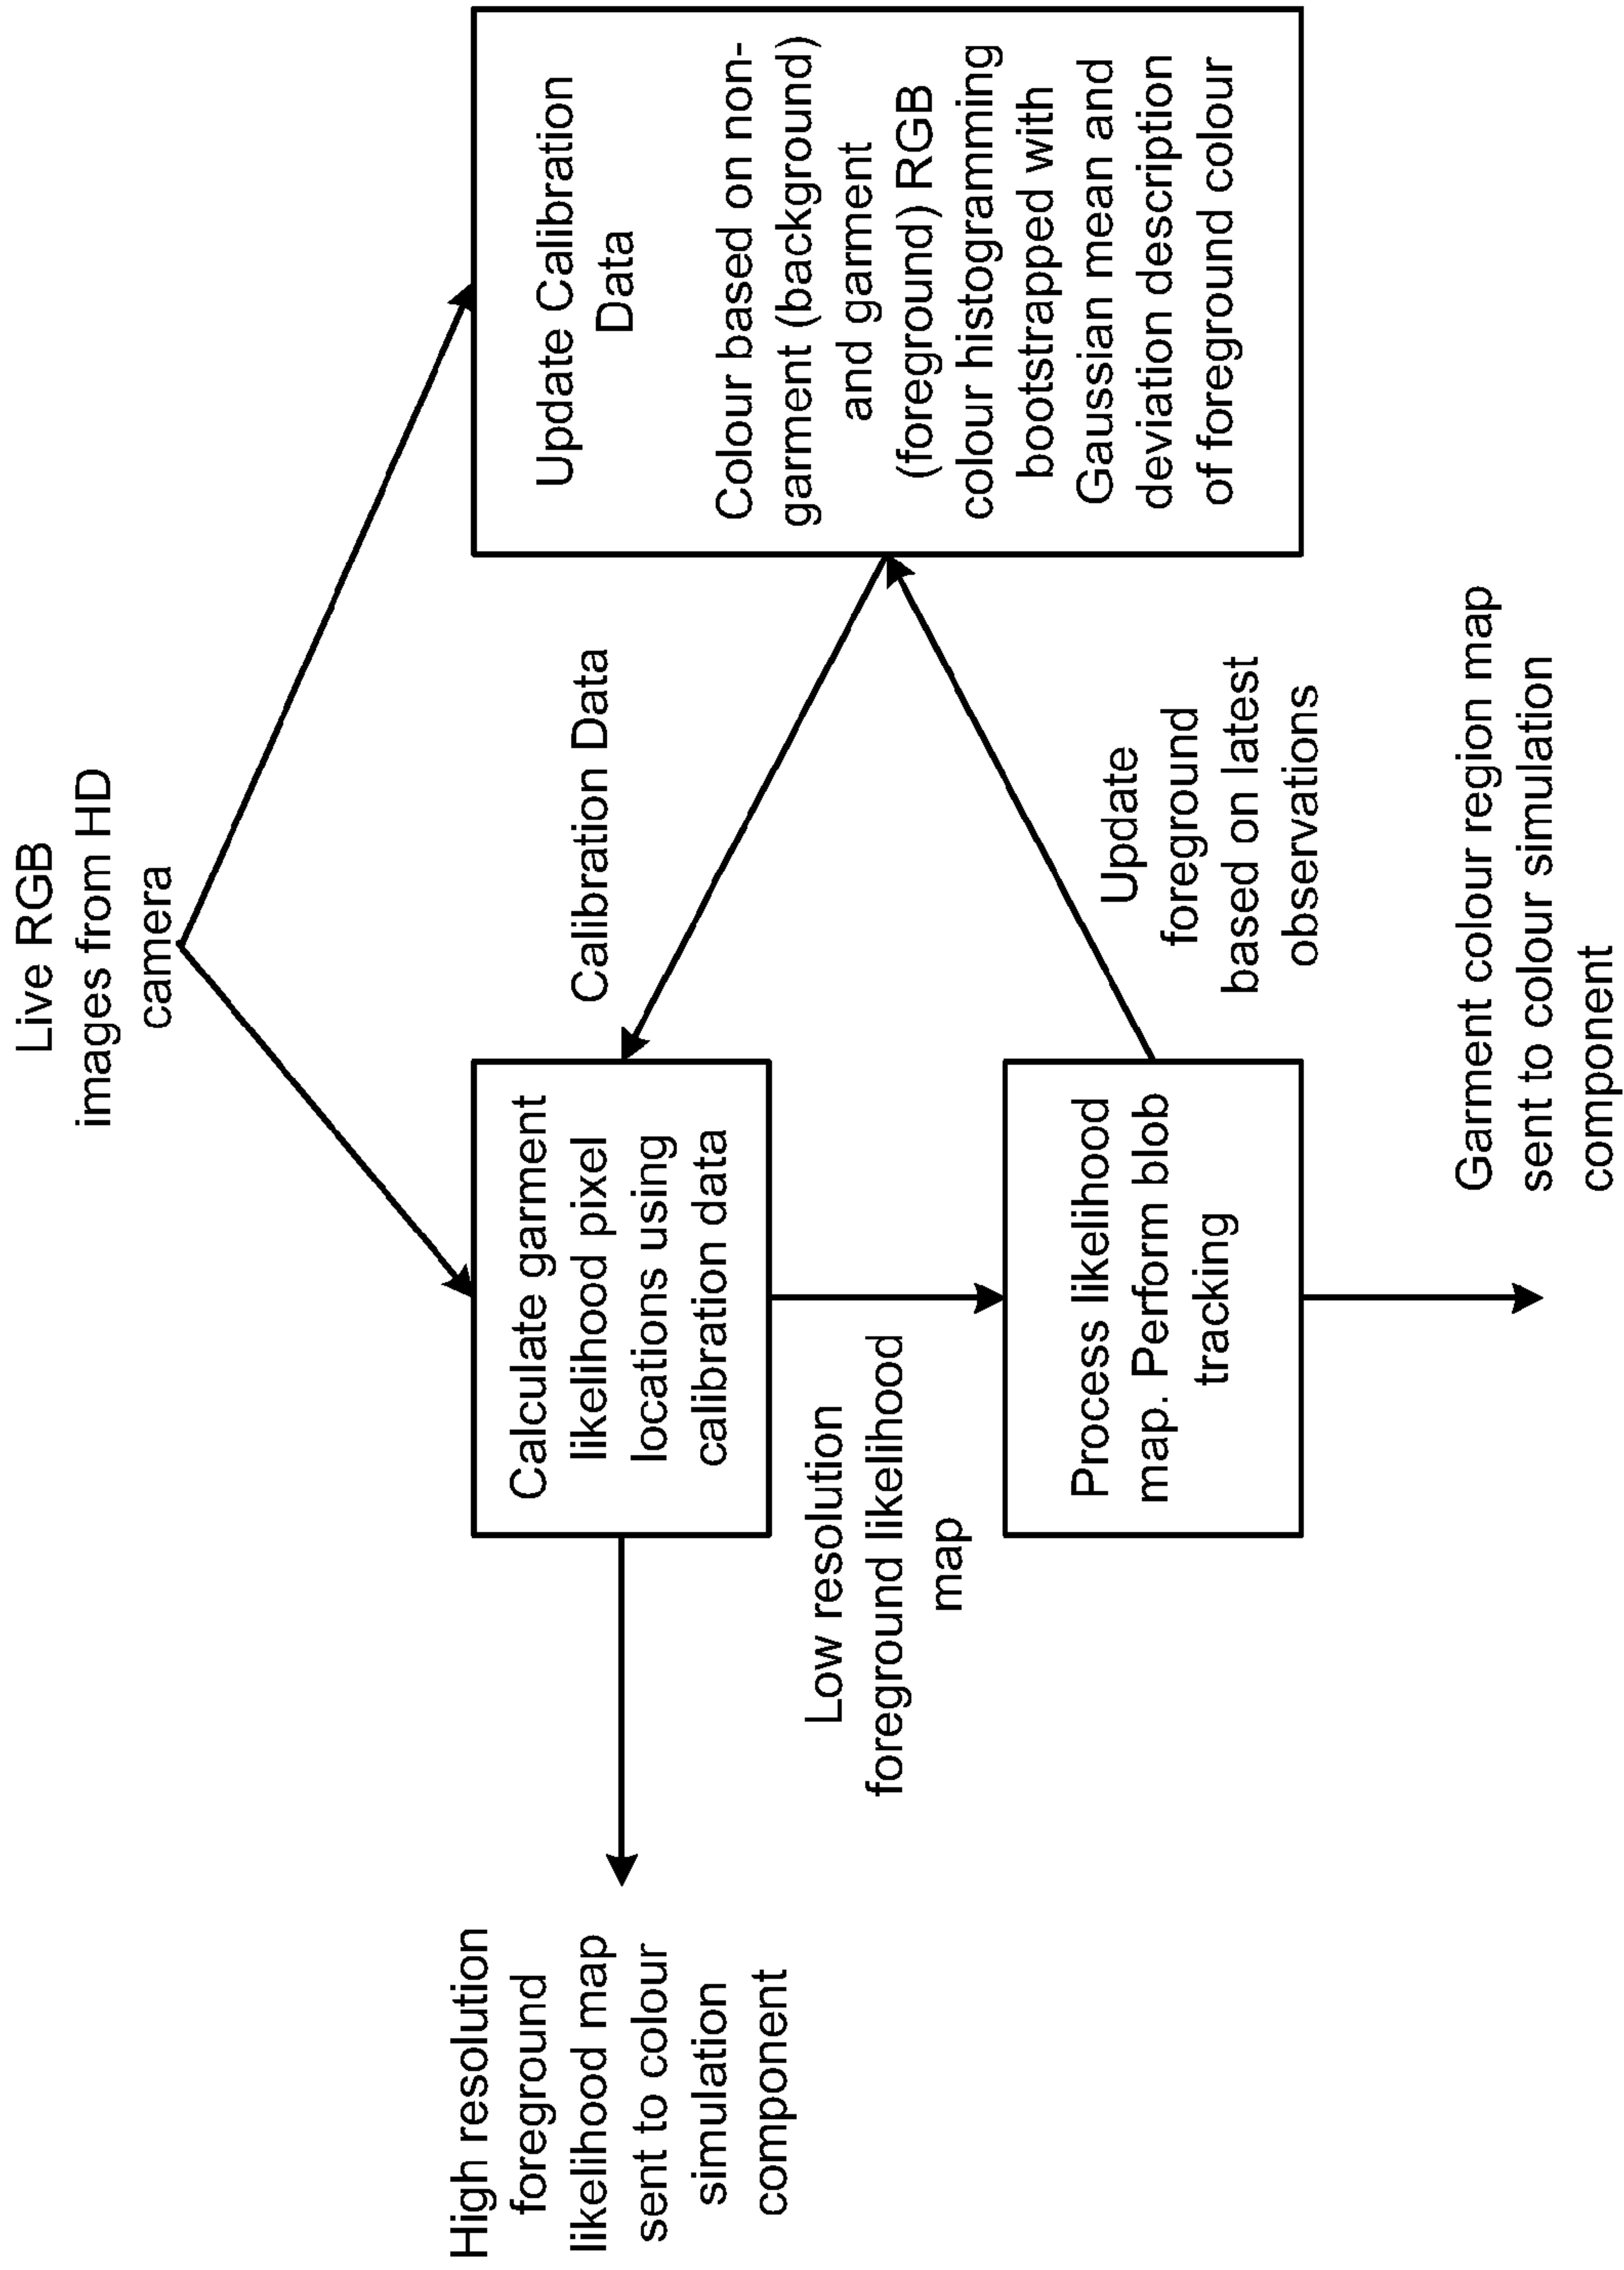 Live RGB
images from HD
camera
Update Calibration
Data
Colour based on non-
garment (background)
and garment
(foreground) RGB
colour histogramming
bootstrapped with
Gaussian mean and
deviation description
of foreground colour
Calibration Data
Calculate garment
likelihood pixel
locations using
calibration data
High resolution
foreground
likelihood map
sent to colour
simulation
component
Low resolution
foreground likelihood
map
Process likelihood
map. Perform blob
tracking
Update
foreground
based on latest
observations
Garment colour region map
sent to colour simulation
component